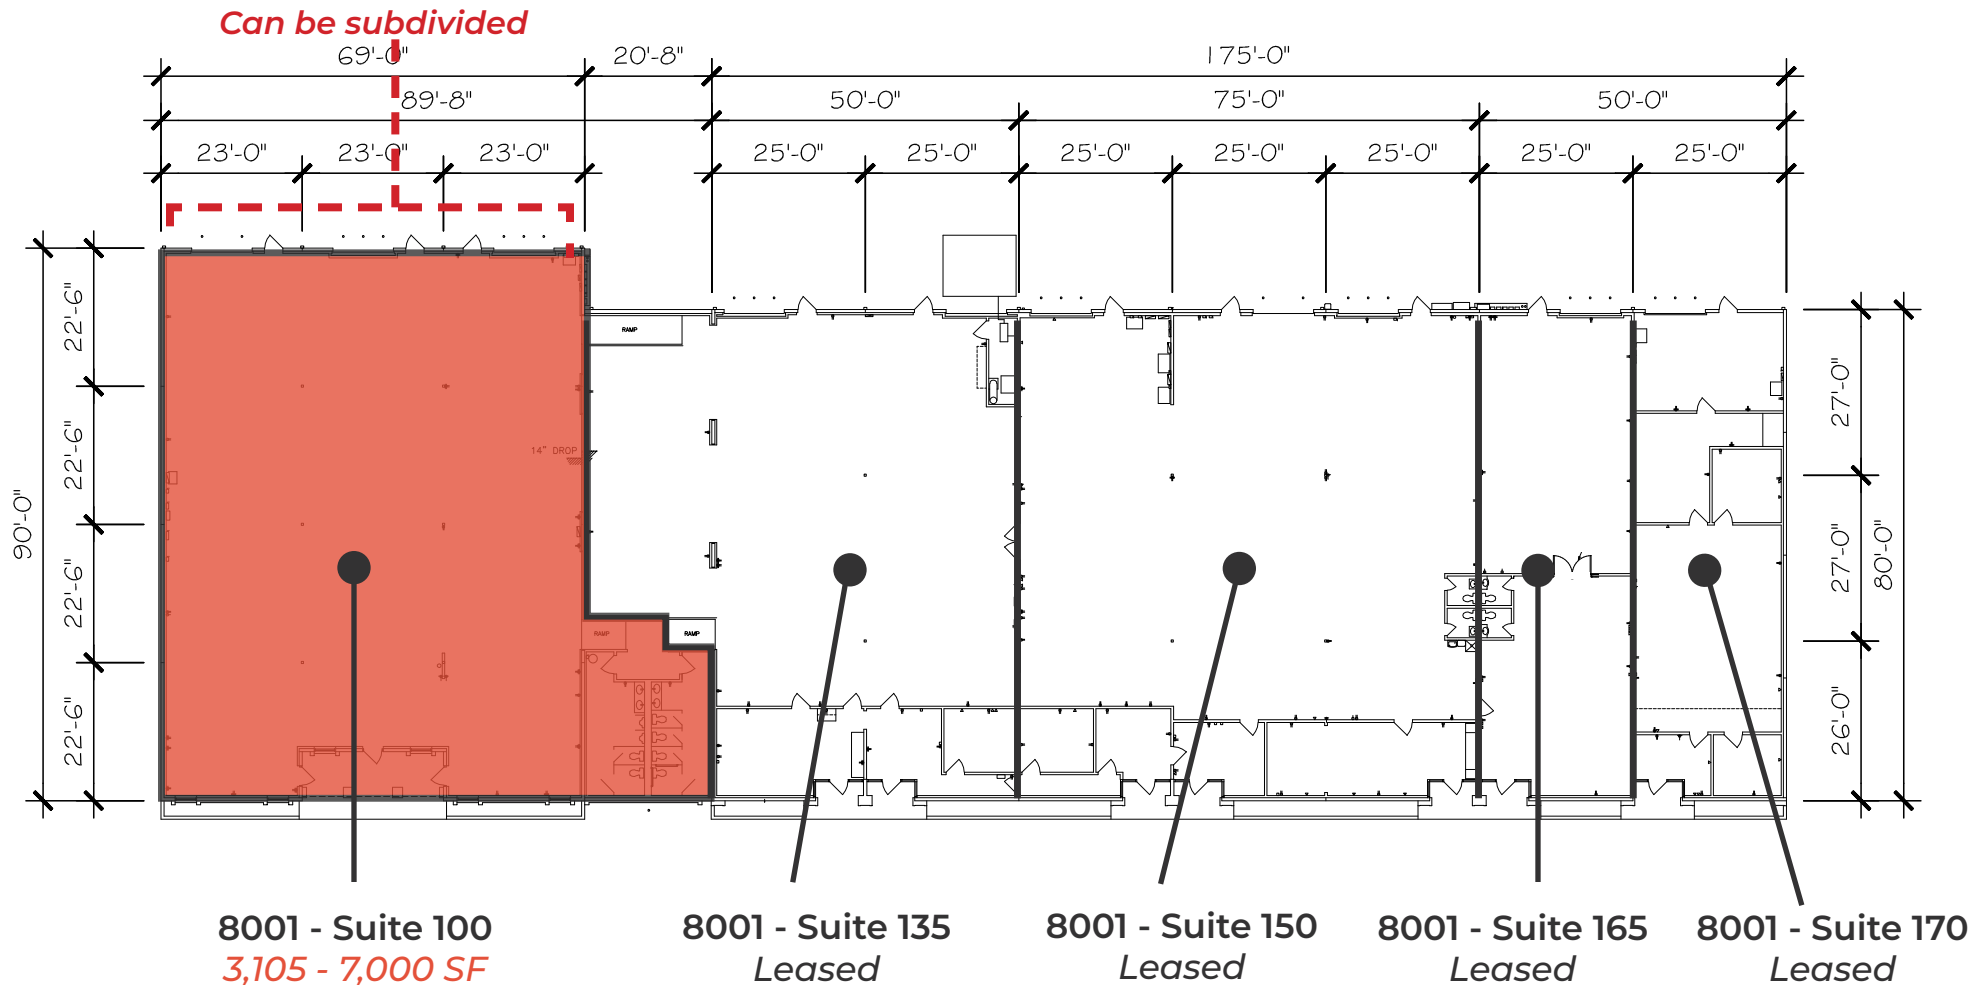 Can be subdivided
69'-0" 20'-8" 175'-0"
89'-8" 50'-0" 75'-0" 50'-0"
23'-0" 23'-0" 23'-0" 25'-0" 25'-0" 25'-0" 25'-0" 25'-0" 25'-0" 25'-0"
90'-0"
22'-6"
22'-6"
22'-6"
22'-6"
RAMP
14" DROP
RAMP
RAMP
27'-0"
27'-0"
26'-0"
80'-0"
8001 - Suite 100
3,105 - 7,000 SF
8001 - Suite 135
Leased
8001 - Suite 150
Leased
8001 - Suite 165
Leased
8001 - Suite 170
Leased